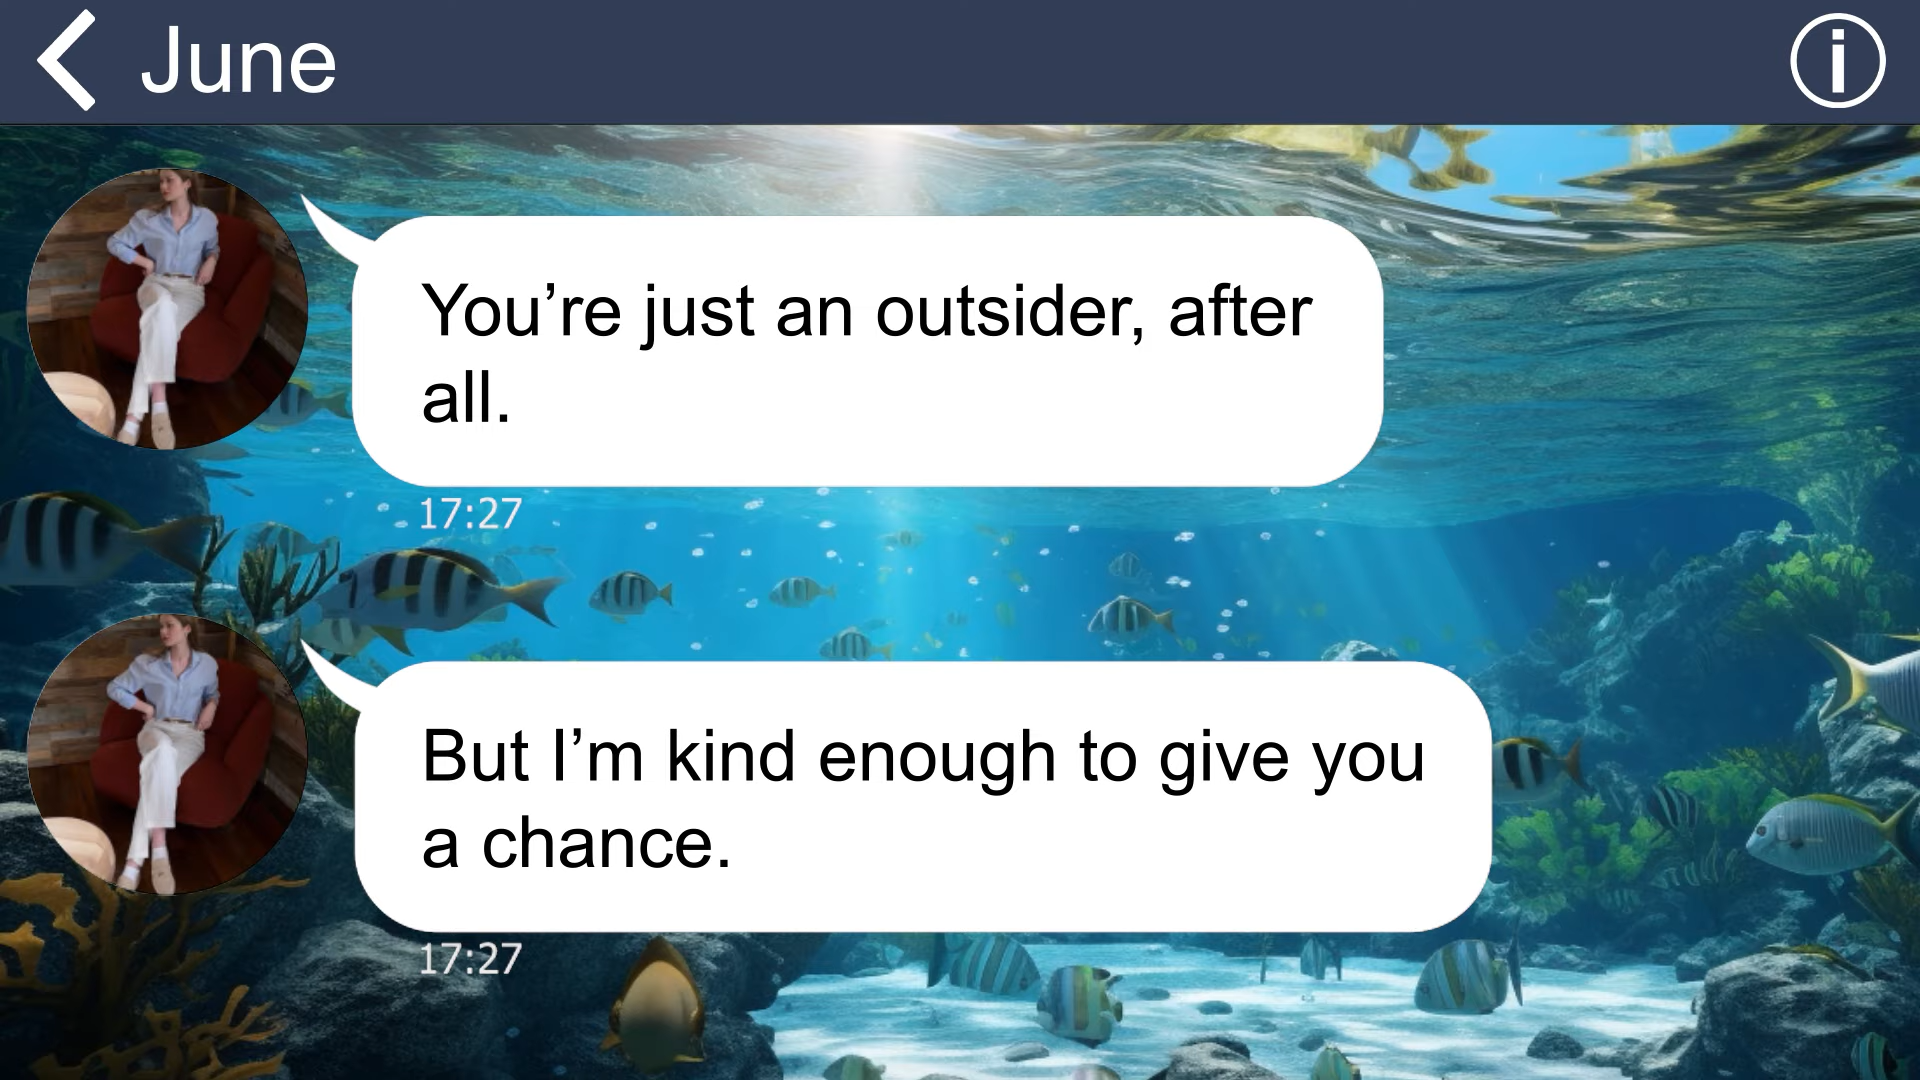 June
You’re just an outsider, after
all.
17:27
But I’m kind enough to give you
a chance.
17:27